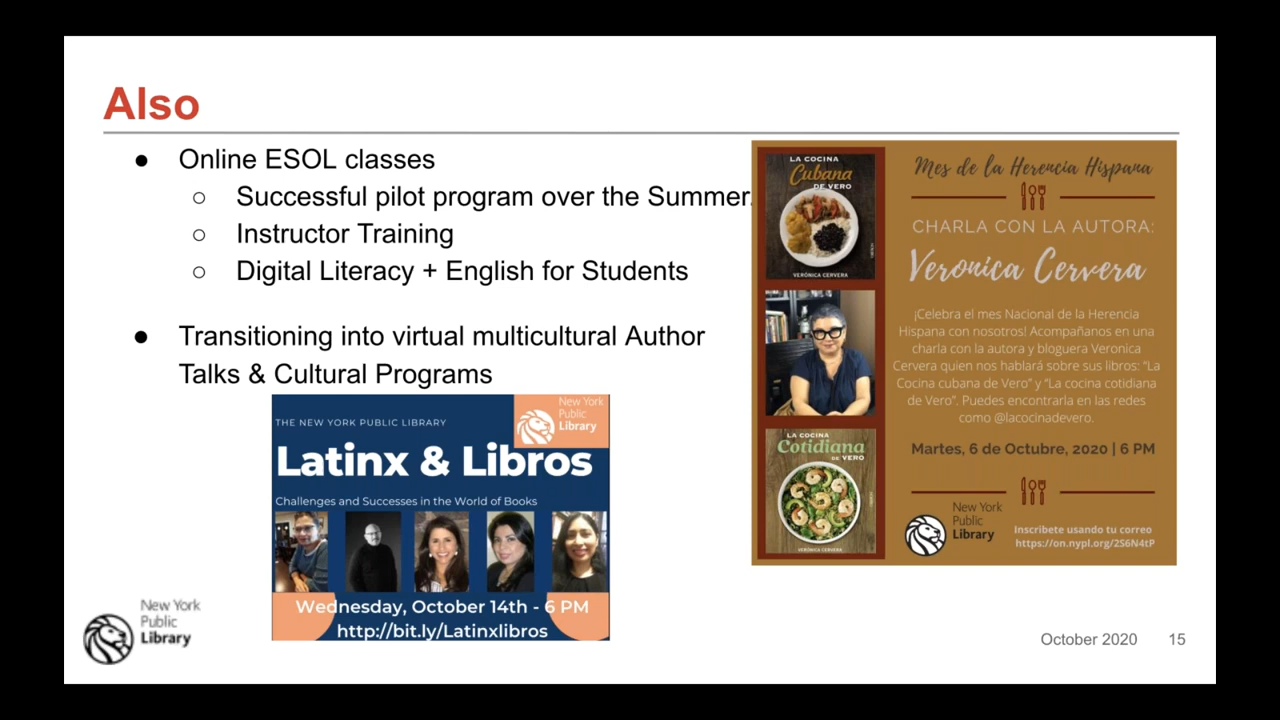 Also
● Online ESOL classes
○ Successful pilot program over the Summer.
○ Instructor Training
○ Digital Literacy + English for Students
● Transitioning into virtual multicultural Author
Talks & Cultural Programs
THE NEW YORK PUBLIC LIBRARY
New York
Public
Library
Latinx & Libros
Challenges and Successes in the World of Books
Wednesday, October 14th - 6 PM
http://bit.ly/Latinxlibros
LA COCINA
Cubana
DE VERO
VERÓNICA CERVERA
LA COCINA
Cotidiana
DE VERO
VERÓNICA CERVERA
Mes de la Herencia Hispana
CHARLA CON LA AUTORA:
Veronica Cervera
¡Celebra el mes Nacional de la Herencia
Hispana con nosotros! Acompañanos en una
charla con la autora y bloguera Veronica
Cervera quien nos hablará sobre sus libros: “La
Cocina cubana de Vero” y “La cocina cotidiana
de Vero”. Puedes encontrarla en las redes
como @lacocinadevero.
Martes, 6 de Octubre, 2020 | 6 PM
New York
Public
Library
Inscribete usando tu correo
https://on.nypl.org/2S6N4tP
New York
Public
Library
October 2020 15